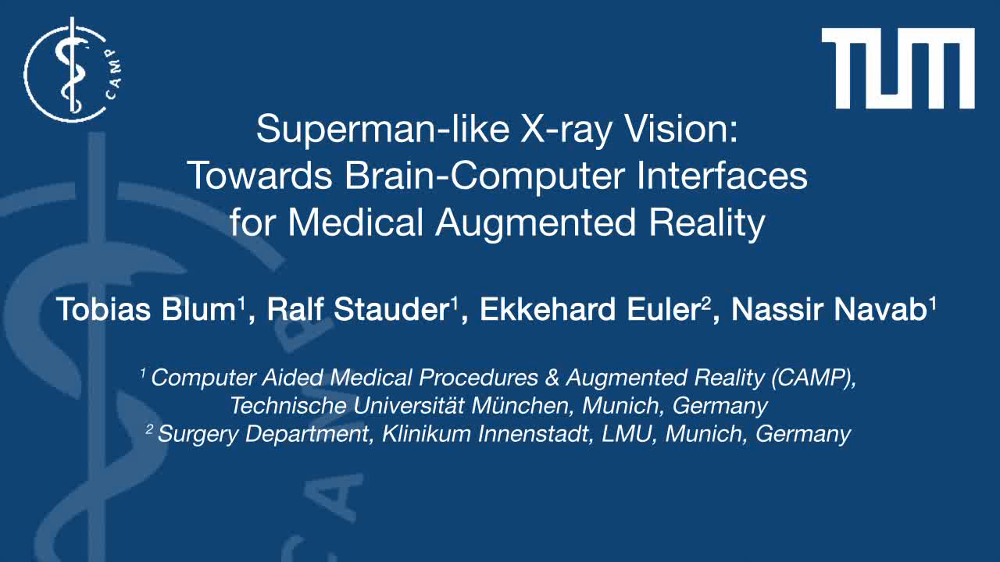 CAMP
TUM
Superman-like X-ray Vision:
Towards Brain-Computer Interfaces
for Medical Augmented Reality
Tobias Blum¹, Ralf Stauder¹, Ekkehard Euler², Nassir Navab¹
¹ Computer Aided Medical Procedures & Augmented Reality (CAMP),
Technische Universität München, Munich, Germany
² Surgery Department, Klinikum Innenstadt, LMU, Munich, Germany
CAMP